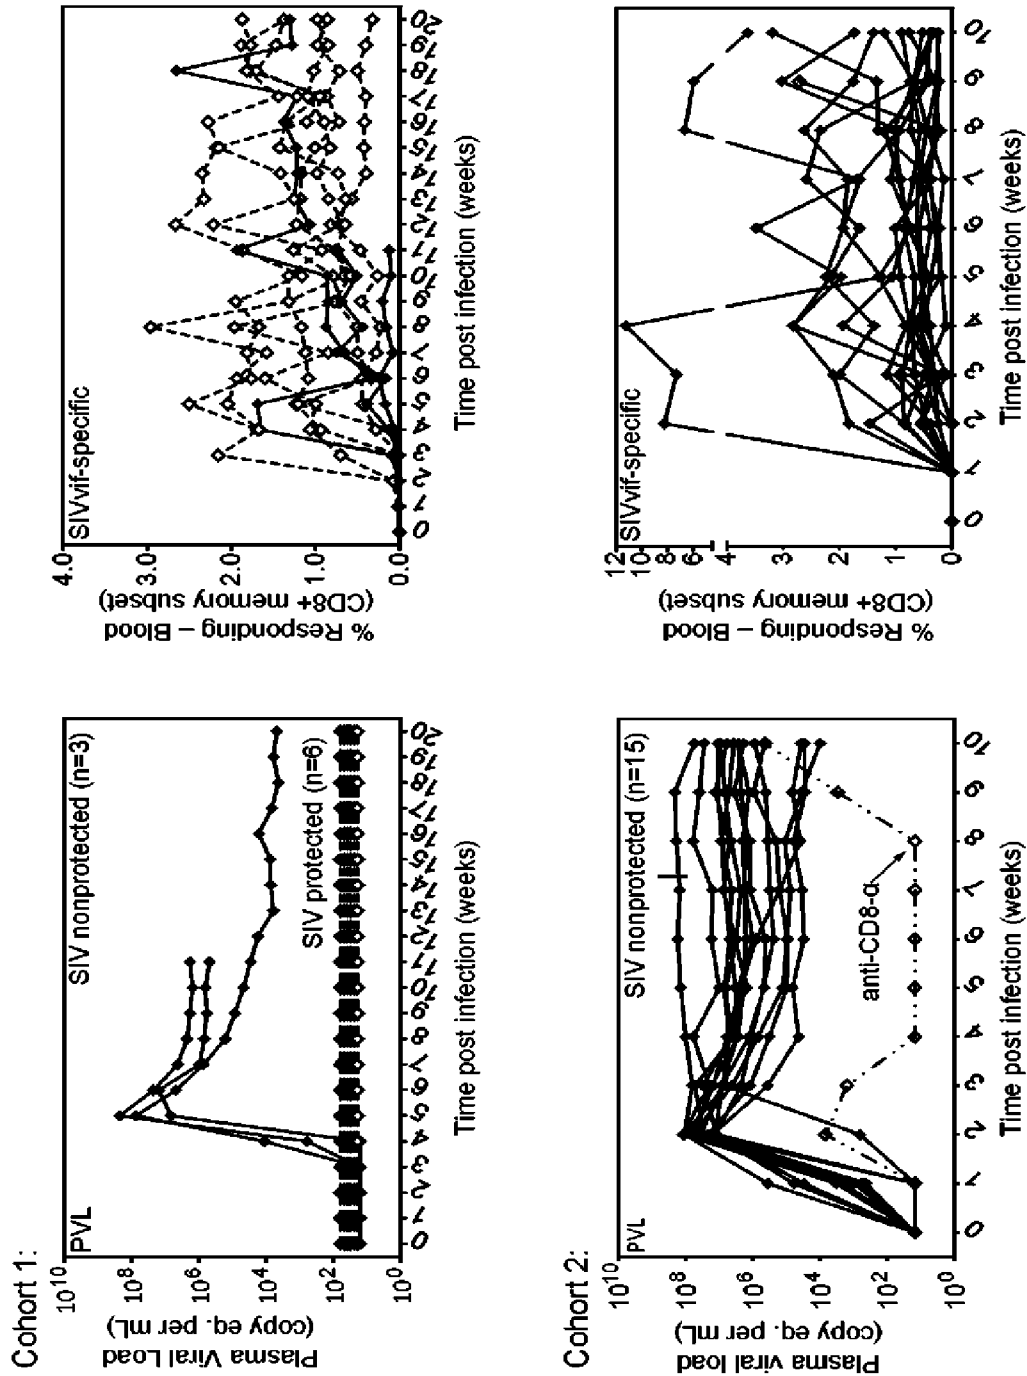 Cohort 1:
Plasma Viral Load
(copy eq. per mL)
10^10
10^8
10^6
10^4
10^2
10^0
PVL
SIV nonprotected (n=3)
SIV protected (n=6)
0 1 2 3 4 5 6 7 8 9 10 11 12 13 14 15 16 17 18 19 20
Time post infection (weeks)
% Responding – Blood
(CD8+ memory subset)
4.0
3.0
2.0
1.0
0.0
SIVvif-specific
0 1 2 3 4 5 6 7 8 9 10 11 12 13 14 15 16 17 18 19 20
Time post infection (weeks)
Cohort 2:
Plasma viral load
(copy eq. per mL)
10^10
10^8
10^6
10^4
10^2
10^0
PVL
SIV nonprotected (n=15)
anti-CD8-α
0 1 2 3 4 5 6 7 8 9 10
Time post infection (weeks)
% Responding – Blood
(CD8+ memory subset)
12
10
8
6
4
3
2
1
0
SIVvif-specific
0 1 2 3 4 5 6 7 8 9 10
Time post infection (weeks)